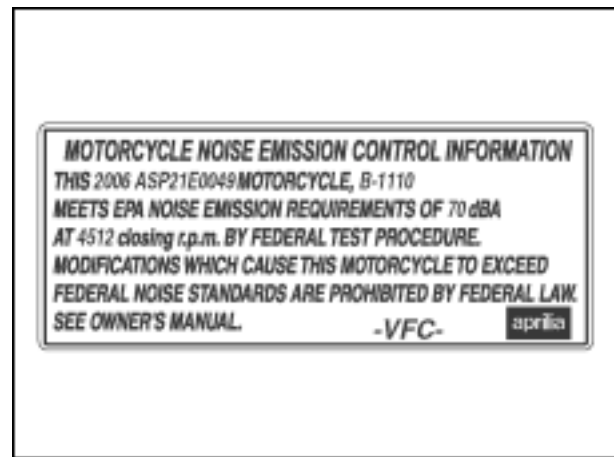 MOTORCYCLE NOISE EMISSION CONTROL INFORMATION
THIS 2006 ASP21E0049 MOTORCYCLE, B-1110
MEETS EPA NOISE EMISSION REQUIREMENTS OF 70 dBA
AT 4512 closing r.p.m. BY FEDERAL TEST PROCEDURE.
MODIFICATIONS WHICH CAUSE THIS MOTORCYCLE TO EXCEED
FEDERAL NOISE STANDARDS ARE PROHIBITED BY FEDERAL LAW.
SEE OWNER'S MANUAL. -VFC- aprilia